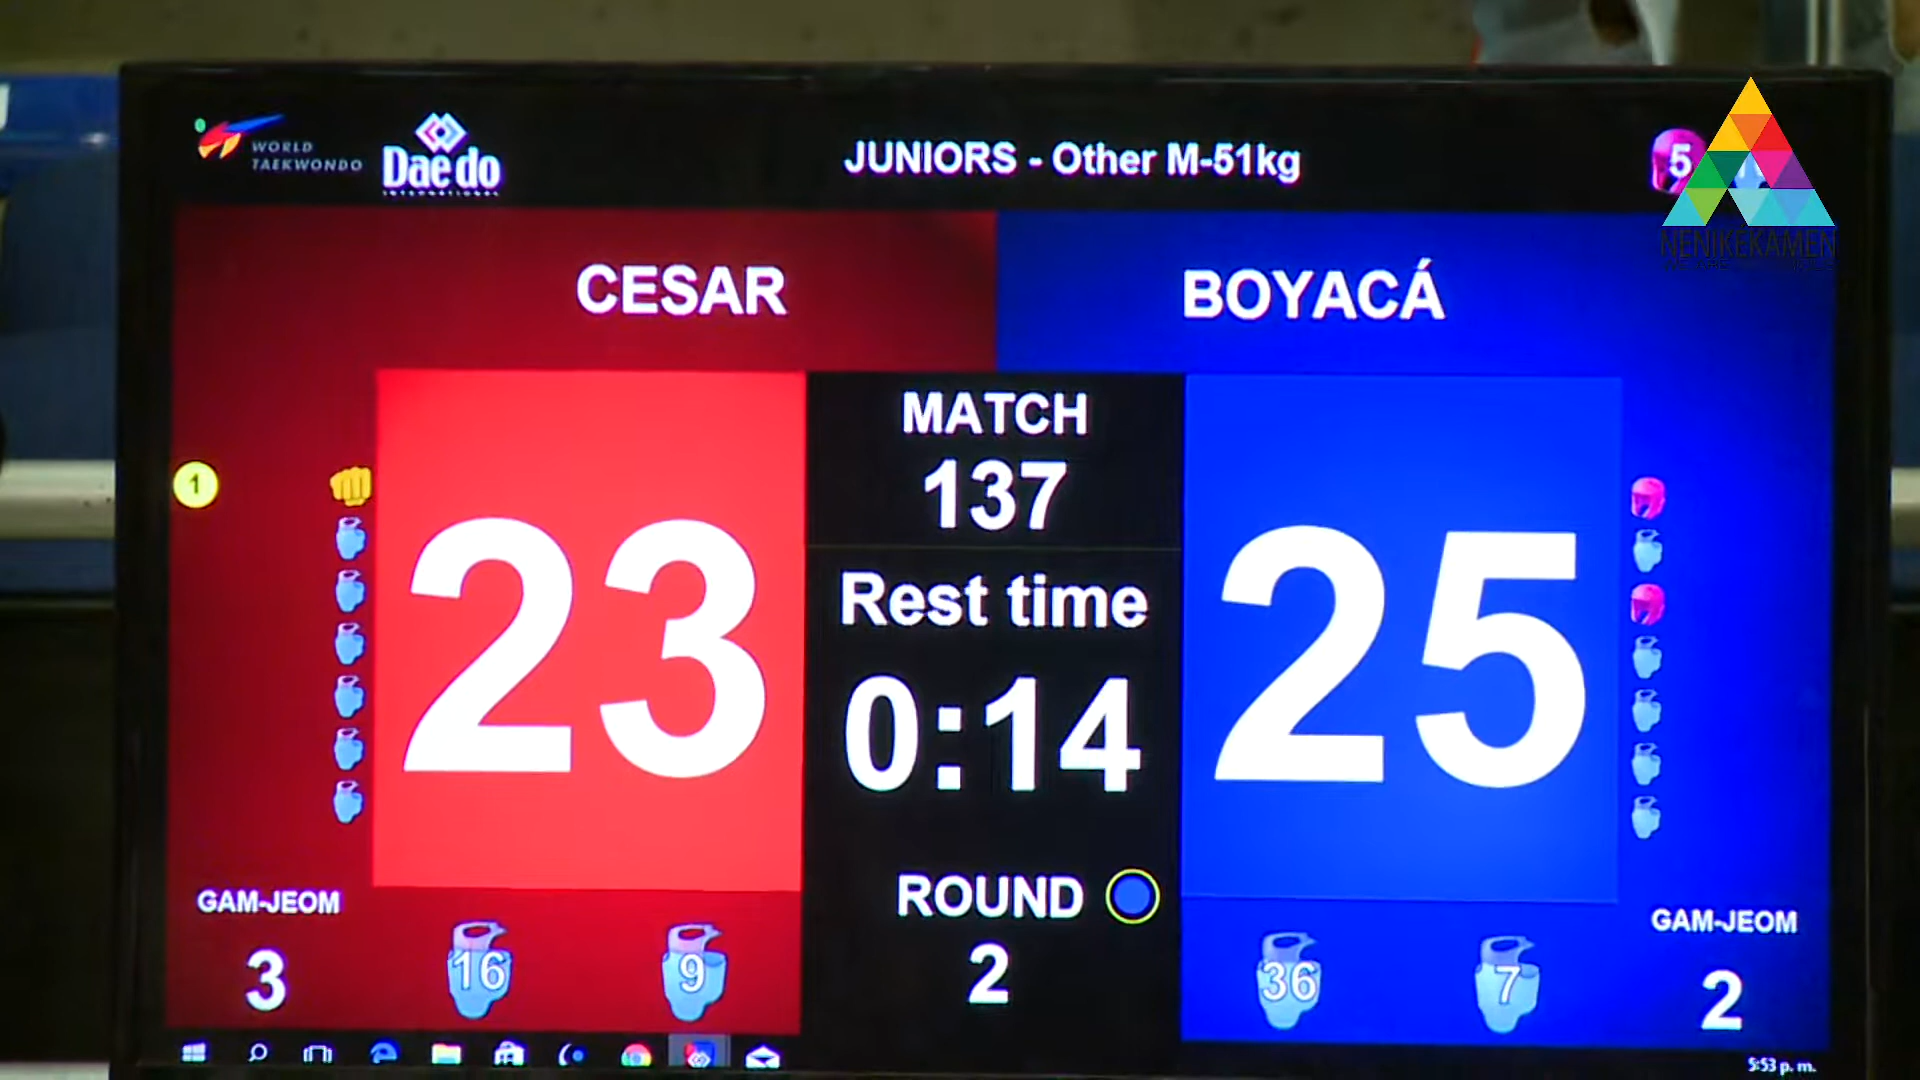 WORLD
TAEKWONDO
Daedo
INTERNATIONAL
JUNIORS - Other M-51kg
5
NENIKEKAMEN
CESAR
BOYACÁ
MATCH
137
1
23
25
Rest time
0:14
ROUND
2
GAM-JEOM
3
16
9
36
7
GAM-JEOM
2
5:53 p. m.